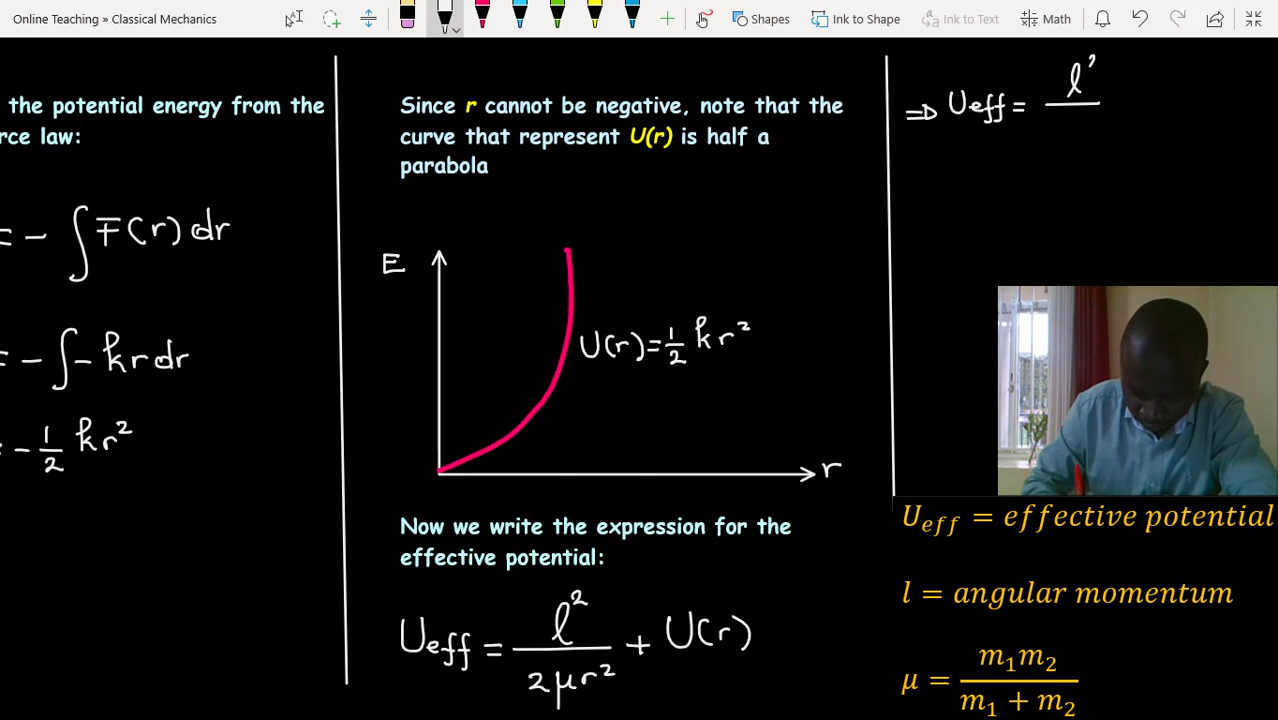 Online Teaching » Classical Mechanics
Shapes
Ink to Shape
Ink to Text
Math
the potential energy from the
rce law:
= - ∫ F(r) dr
= - ∫ - kr dr
- 1/2 kr²
Since r cannot be negative, note that the
curve that represent U(r) is half a
parabola
E
U(r)=1/2 kr²
r
Now we write the expression for the
effective potential:
Ueff = l²/2μr² + U(r)
⇒ Ueff = l²
U_eff = effective potential
l = angular momentum
μ = m₁m₂/m₁ + m₂